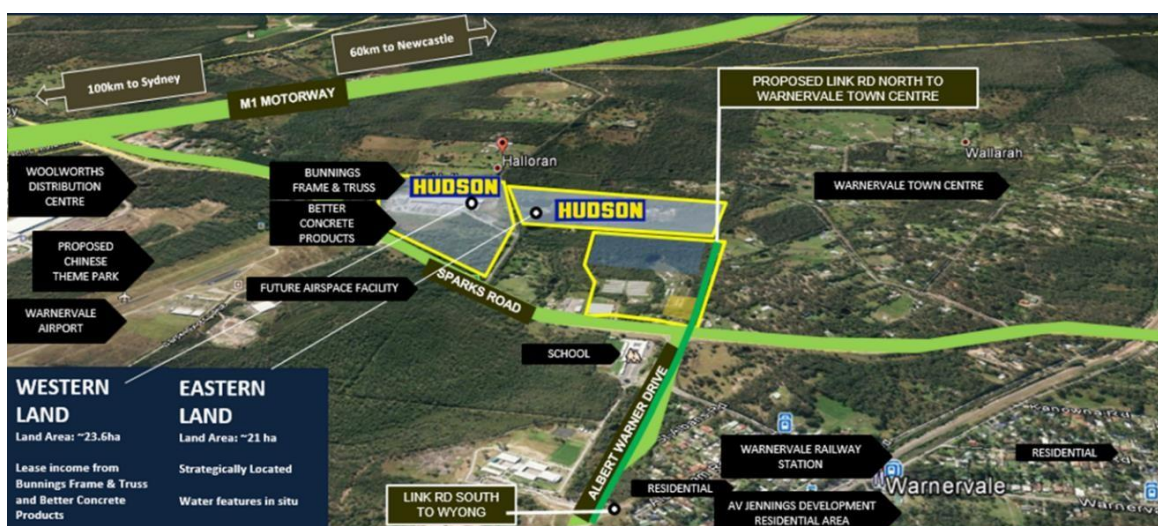 60km to Newcastle
100km to Sydney
M1 MOTORWAY
PROPOSED LINK RD NORTH TO
WARNERVALE TOWN CENTRE
WOOLWORTHS
DISTRIBUTION
CENTRE
BUNNINGS
FRAME & TRUSS
Halloran
HUDSON
HUDSON
Wallarah
WARNERVALE TOWN CENTRE
BETTER
CONCRETE
PRODUCTS
PROPOSED
CHINESE
THEME PARK
FUTURE AIRSPACE FACILITY
SPARKS ROAD
WARNERVALE
AIRPORT
SCHOOL
WESTERN
LAND
Land Area: ~23.6ha
Lease income from
Bunnings Frame & Truss
and Better Concrete
Products
EASTERN
LAND
Land Area: ~21 ha
Strategically Located
Water features in situ
ALBERT WARNER DRIVE
LINK RD SOUTH
TO WYONG
RESIDENTIAL
WARNERVALE RAILWAY
STATION
RESIDENTIAL
Kanowna Rd
Warnervale
AV JENNINGS DEVELOPMENT
RESIDENTIAL AREA